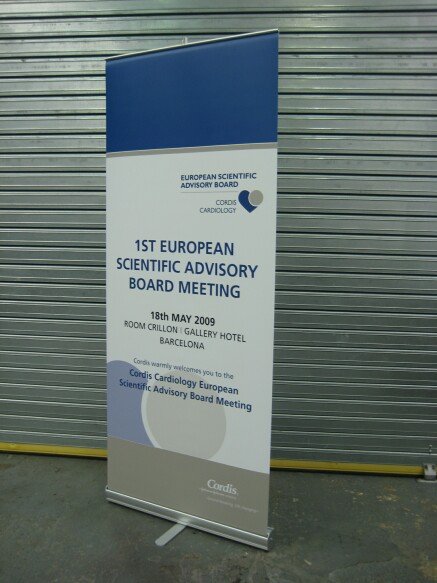 EUROPEAN SCIENTIFIC
ADVISORY BOARD
CORDIS
CARDIOLOGY
1ST EUROPEAN
SCIENTIFIC ADVISORY
BOARD MEETING
18th MAY 2009
ROOM CRILLON | GALLERY HOTEL
BARCELONA
Cordis warmly welcomes you to the
Cordis Cardiology European
Scientific Advisory Board Meeting
Cordis